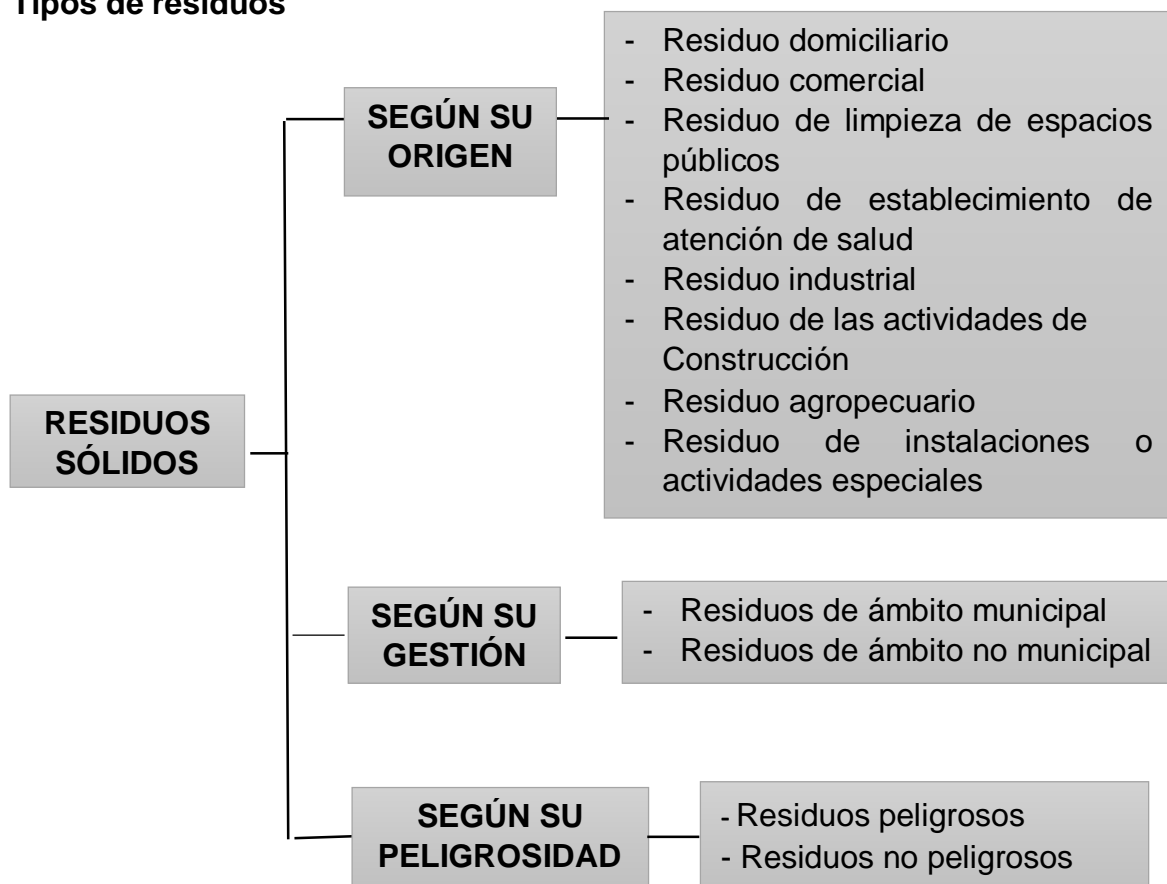 Tipos de residuos
SEGÚN SU
ORIGEN
- Residuo domiciliario
- Residuo comercial
- Residuo de limpieza de espacios
públicos
- Residuo de establecimiento de
atención de salud
- Residuo industrial
- Residuo de las actividades de
Construcción
- Residuo agropecuario
- Residuo de instalaciones o
actividades especiales
RESIDUOS
SÓLIDOS
SEGÚN SU
GESTIÓN
- Residuos de ámbito municipal
- Residuos de ámbito no municipal
SEGÚN SU
PELIGROSIDAD
- Residuos peligrosos
- Residuos no peligrosos